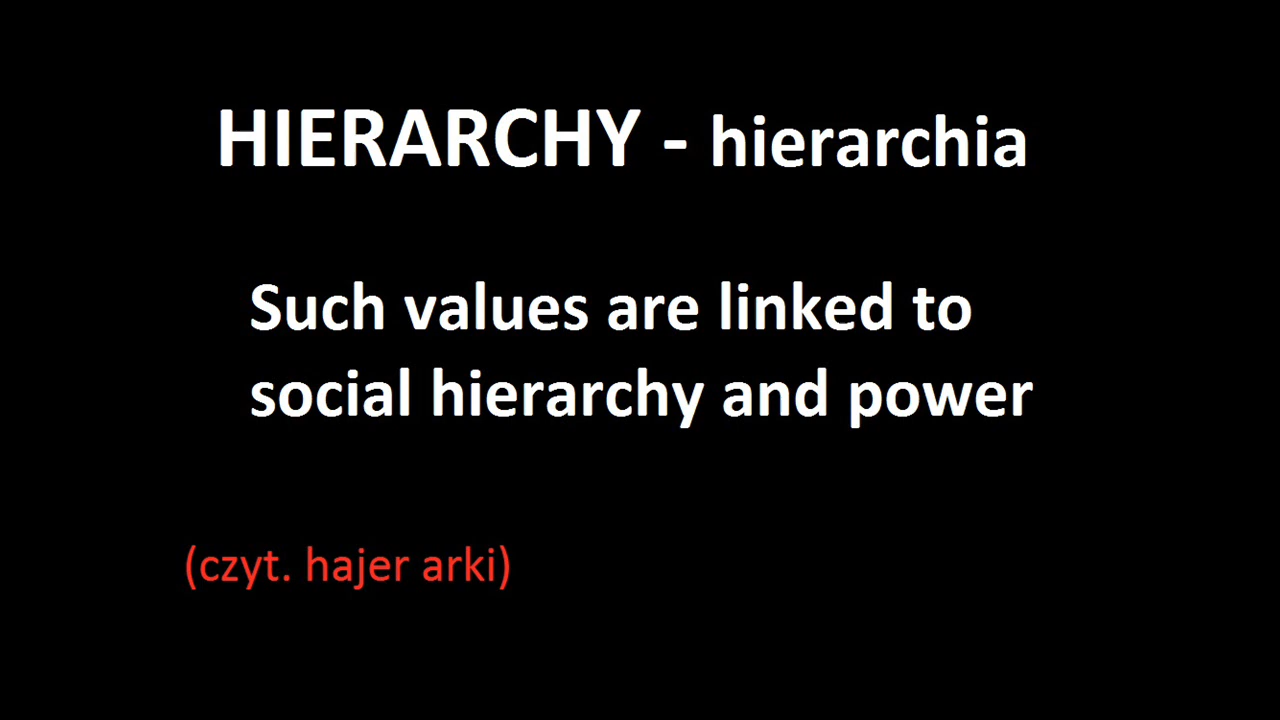 HIERARCHY - hierarchia
Such values are linked to
social hierarchy and power
(czyt. hajer arki)